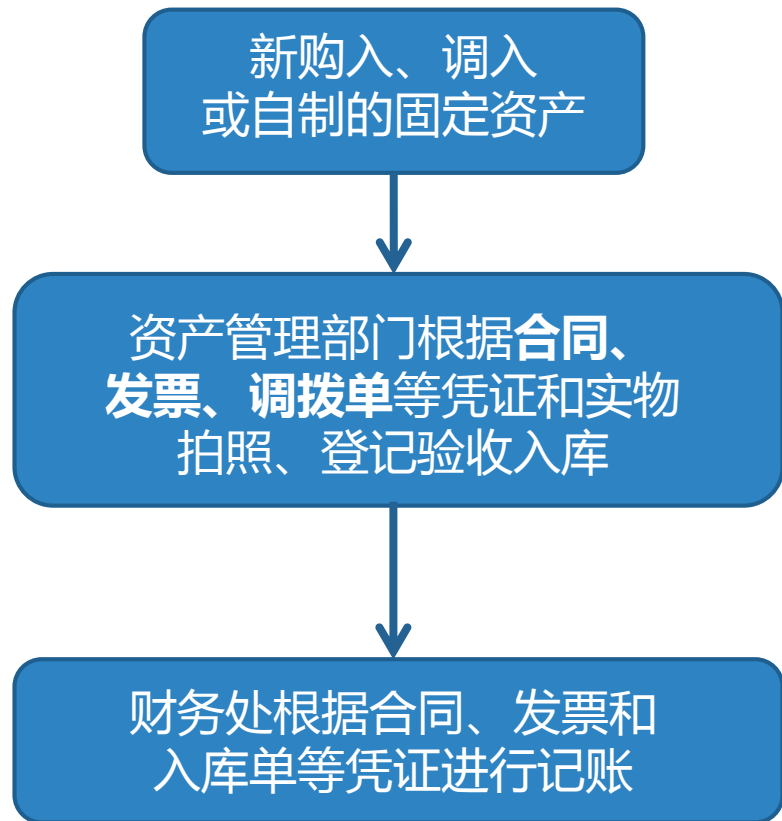 新购入、调入
或自制的固定资产
资产管理部门根据合同、
发票、调拨单等凭证和实物
拍照、登记验收入库
财务处根据合同、发票和
入库单等凭证进行记账